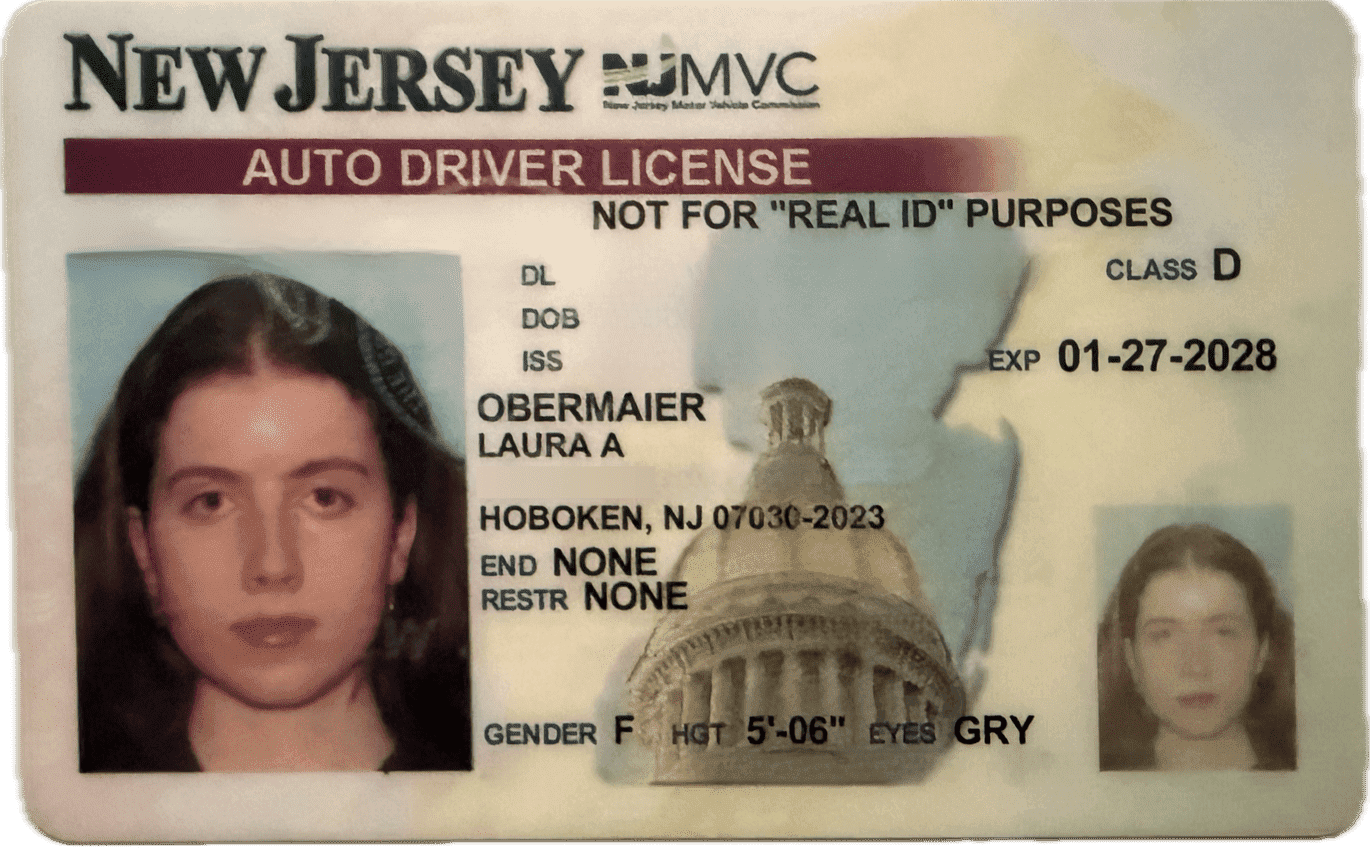 NEW JERSEY NJMVC
New Jersey Motor Vehicle Commission
AUTO DRIVER LICENSE
NOT FOR "REAL ID" PURPOSES
DL
CLASS D
DOB
ISS
EXP 01-27-2028
OBERMAIER
LAURA A
HOBOKEN, NJ 07030-2023
END NONE
RESTR NONE
GENDER F HGT 5'-06" EYES GRY